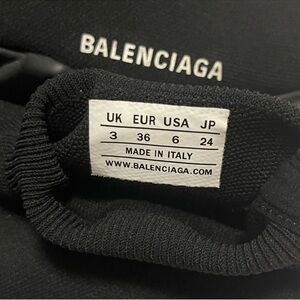 BALENCIAGA
UK EUR USA JP
3 36 6 24
MADE IN ITALY
WWW.BALENCIAGA.COM